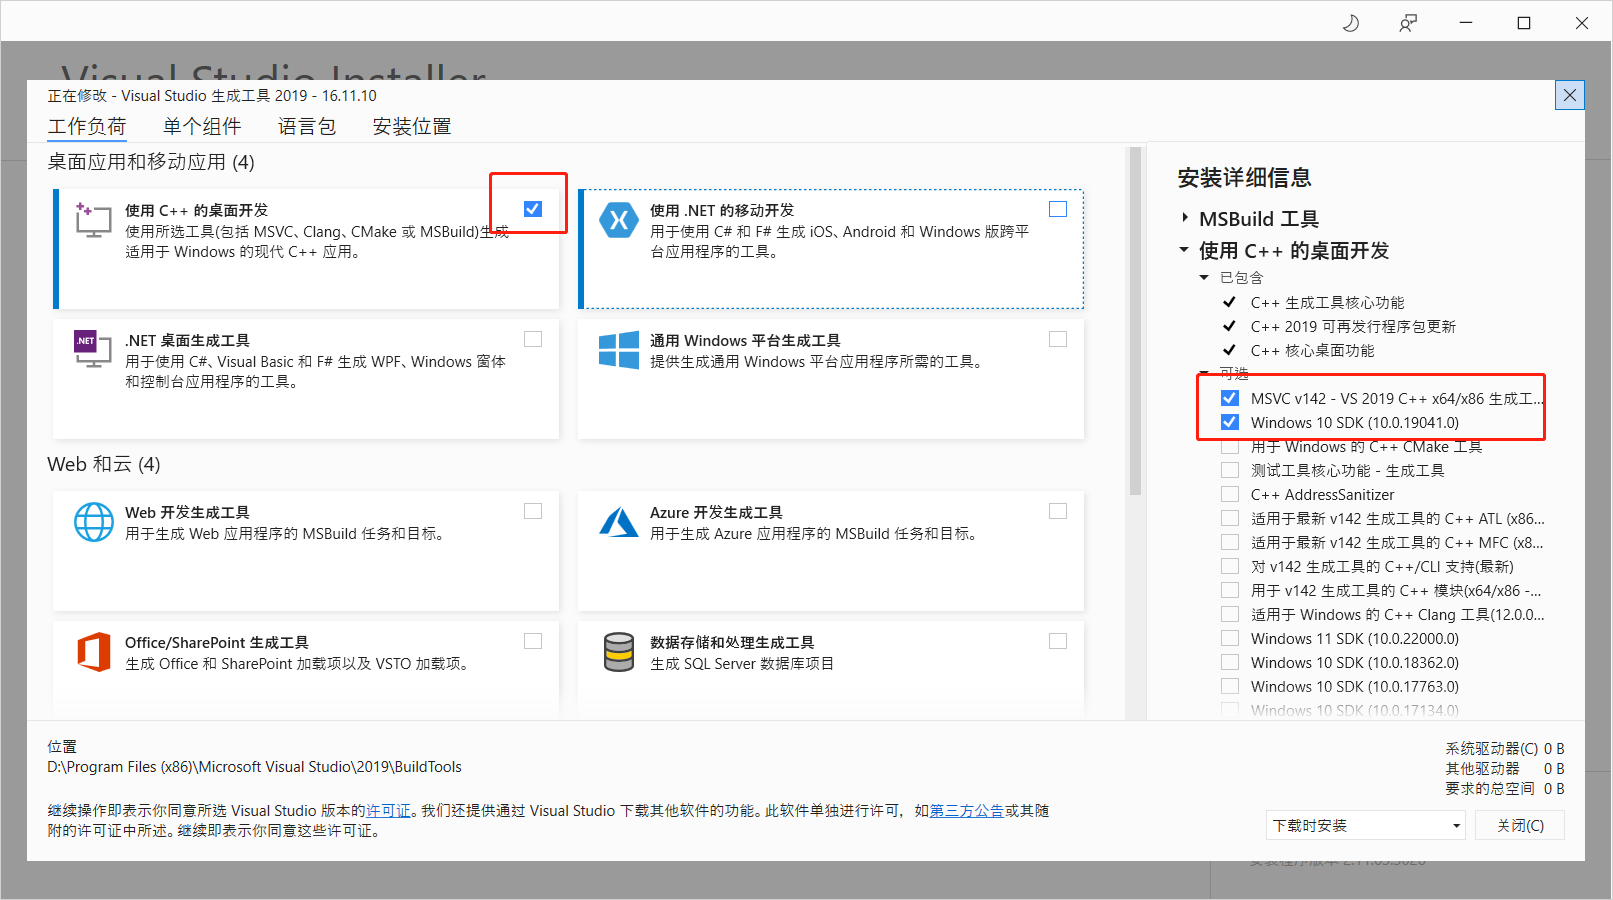 Visual Studio Installer
正在修改 - Visual Studio 生成工具 2019 - 16.11.10
工作负荷 单个组件 语言包 安装位置
桌面应用和移动应用 (4)
使用 C++ 的桌面开发
使用所选工具(包括 MSVC、Clang、CMake 或 MSBuild)生成
适用于 Windows 的现代 C++ 应用。
使用 .NET 的移动开发
用于使用 C# 和 F# 生成 iOS、Android 和 Windows 版跨平
台应用程序的工具。
.NET
.NET 桌面生成工具
用于使用 C#、Visual Basic 和 F# 生成 WPF、Windows 窗体
和控制台应用程序的工具。
通用 Windows 平台生成工具
提供生成通用 Windows 平台应用程序所需的工具。
Web 和云 (4)
Web 开发生成工具
用于生成 Web 应用程序的 MSBuild 任务和目标。
Azure 开发生成工具
用于生成 Azure 应用程序的 MSBuild 任务和目标。
Office/SharePoint 生成工具
生成 Office 和 SharePoint 加载项以及 VSTO 加载项。
数据存储和处理生成工具
生成 SQL Server 数据库项目
安装详细信息
MSBuild 工具
使用 C++ 的桌面开发
已包含
C++ 生成工具核心功能
C++ 2019 可再发行程序包更新
C++ 核心桌面功能
可选
MSVC v142 - VS 2019 C++ x64/x86 生成工...
Windows 10 SDK (10.0.19041.0)
用于 Windows 的 C++ CMake 工具
测试工具核心功能 - 生成工具
C++ AddressSanitizer
适用于最新 v142 生成工具的 C++ ATL (x86...
适用于最新 v142 生成工具的 C++ MFC (x8...
对 v142 生成工具的 C++/CLI 支持(最新)
用于 v142 生成工具的 C++ 模块(x64/x86 -...
适用于 Windows 的 C++ Clang 工具(12.0.0...
Windows 11 SDK (10.0.22000.0)
Windows 10 SDK (10.0.18362.0)
Windows 10 SDK (10.0.17763.0)
Windows 10 SDK (10.0.17134.0)
位置
D:\Program Files (x86)\Microsoft Visual Studio\2019\BuildTools
继续操作即表示你同意所选 Visual Studio 版本的许可证。我们还提供通过 Visual Studio 下载其他软件的功能。此软件单独进行许可，如第三方公告或其随
附的许可证中所述。继续即表示你同意这些许可证。
系统驱动器(C) 0 B
其他驱动器 0 B
要求的总空间 0 B
下载时安装
关闭(C)